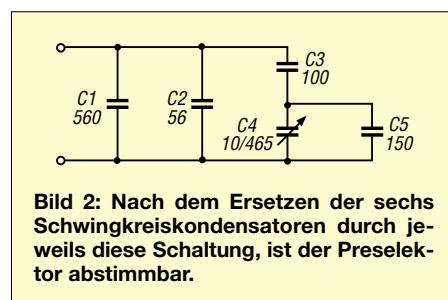 C3
100
C1
560
C2
56
C4
10/465
C5
150
Bild 2: Nach dem Ersetzen der sechs
Schwingkreiskondensatoren durch je-
weils diese Schaltung, ist der Preselek-
tor abstimmbar.